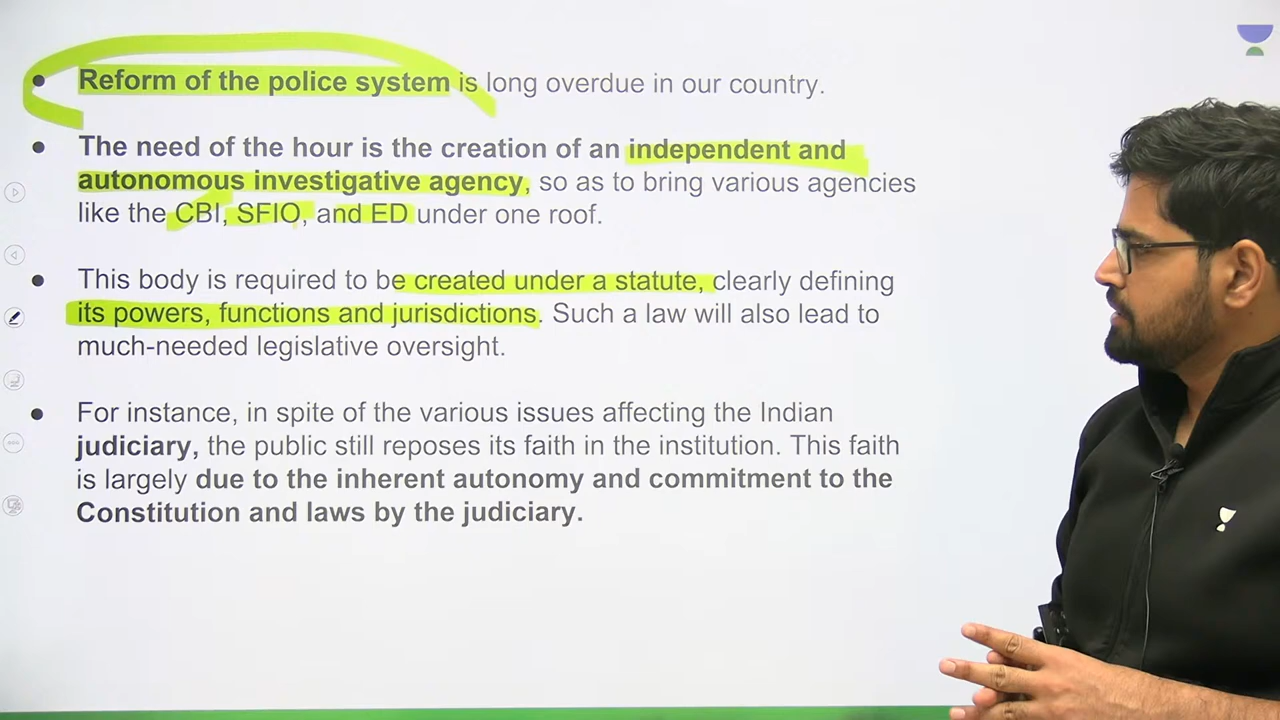 ● Reform of the police system is long overdue in our country.
● The need of the hour is the creation of an independent and
autonomous investigative agency, so as to bring various agencies
like the CBI, SFIO, and ED under one roof.
● This body is required to be created under a statute, clearly defining
its powers, functions and jurisdictions. Such a law will also lead to
much-needed legislative oversight.
● For instance, in spite of the various issues affecting the Indian
judiciary, the public still reposes its faith in the institution. This faith
is largely due to the inherent autonomy and commitment to the
Constitution and laws by the judiciary.